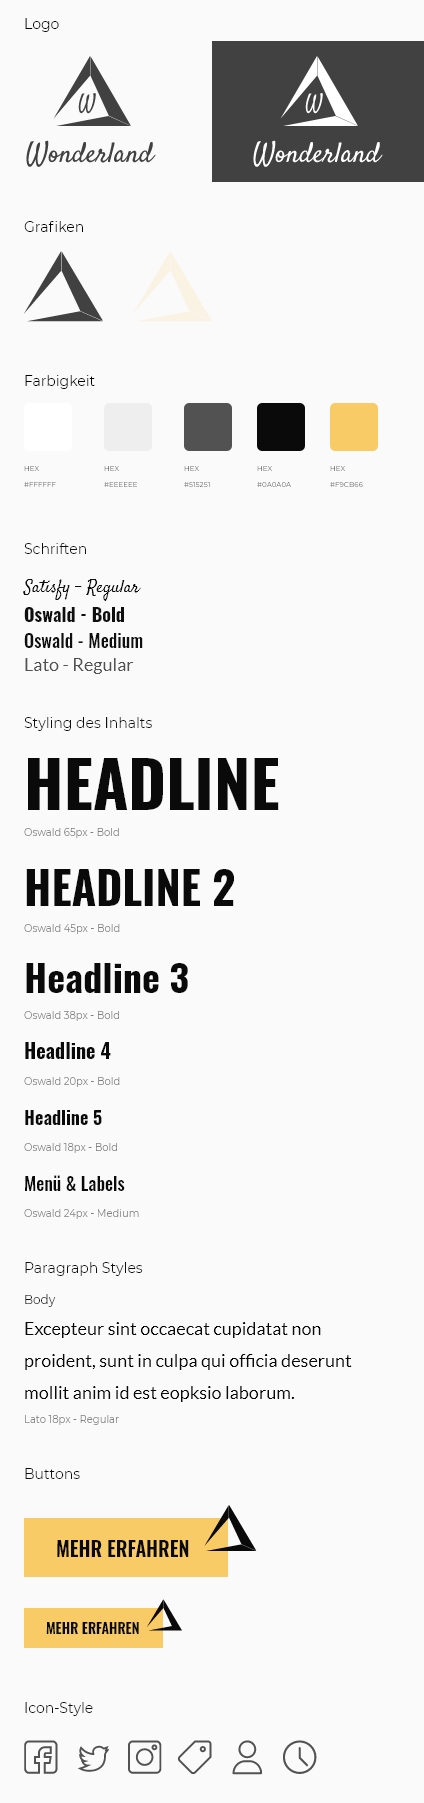 Logo
W
Wonderland
W
Wonderland
Grafiken
Farbigkeit
HEX
#FFFFFF
HEX
#EEEEEE
HEX
#515251
HEX
#0A0A0A
HEX
#F9CB66
Schriften
Satisfy - Regular
Oswald - Bold
Oswald - Medium
Lato - Regular
Styling des Inhalts
HEADLINE
Oswald 65px - Bold
HEADLINE 2
Oswald 45px - Bold
Headline 3
Oswald 38px - Bold
Headline 4
Oswald 20px - Bold
Headline 5
Oswald 18px - Bold
Menü & Labels
Oswald 24px - Medium
Paragraph Styles
Body
Excepteur sint occaecat cupidatat non
proident, sunt in culpa qui officia deserunt
mollit anim id est eopksio laborum.
Lato 18px - Regular
Buttons
MEHR ERFAHREN
MEHR ERFAHREN
Icon-Style